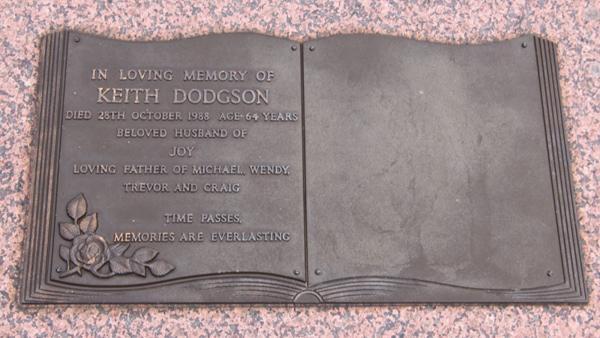 IN LOVING MEMORY OF
KEITH DODGSON
DIED 28TH OCTOBER 1988 AGE 64 YEARS
BELOVED HUSBAND OF
JOY
LOVING FATHER OF MICHAEL, WENDY,
TREVOR AND CRAIG
TIME PASSES,
MEMORIES ARE EVERLASTING